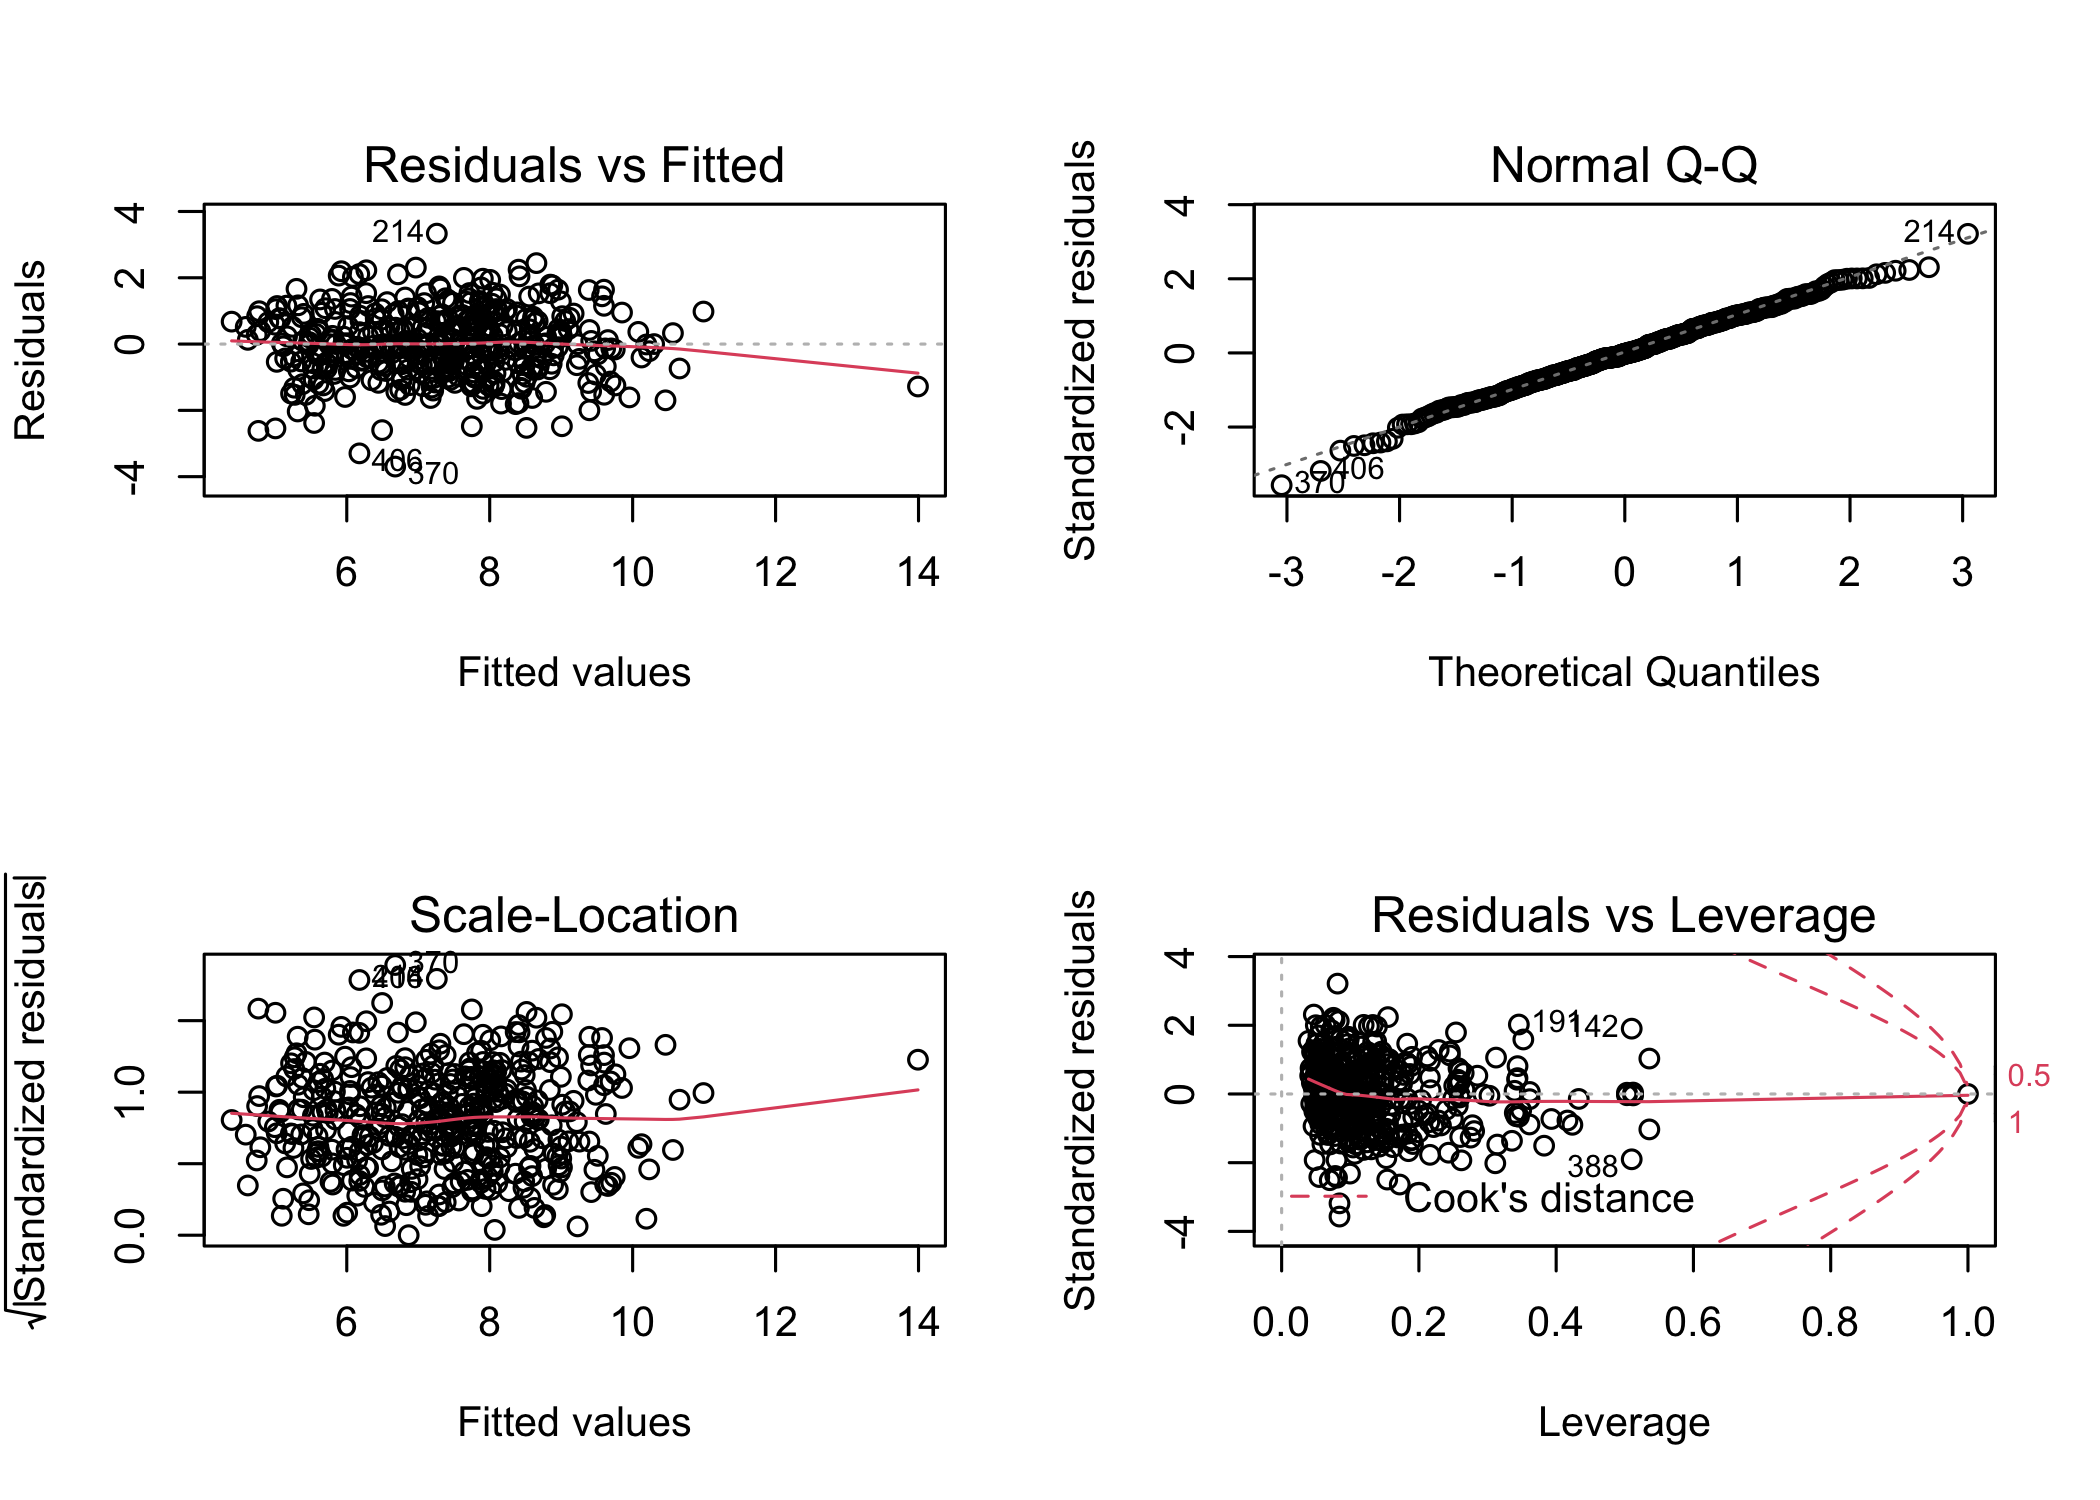 Residuals vs Fitted
Residuals
4
2
0
-4
214
406
370
6 8 10 12 14
Fitted values
Normal Q-Q
Standardized residuals
4
2
0
-2
214
406
370
-3 -2 -1 0 1 2 3
Theoretical Quantiles
Scale-Location
√|Standardized residuals|
1.0
0.0
370
6 8 10 12 14
Fitted values
Residuals vs Leverage
Standardized residuals
4
2
0
-4
191
142
388
Cook's distance
0.5
1
0.0 0.2 0.4 0.6 0.8 1.0
Leverage